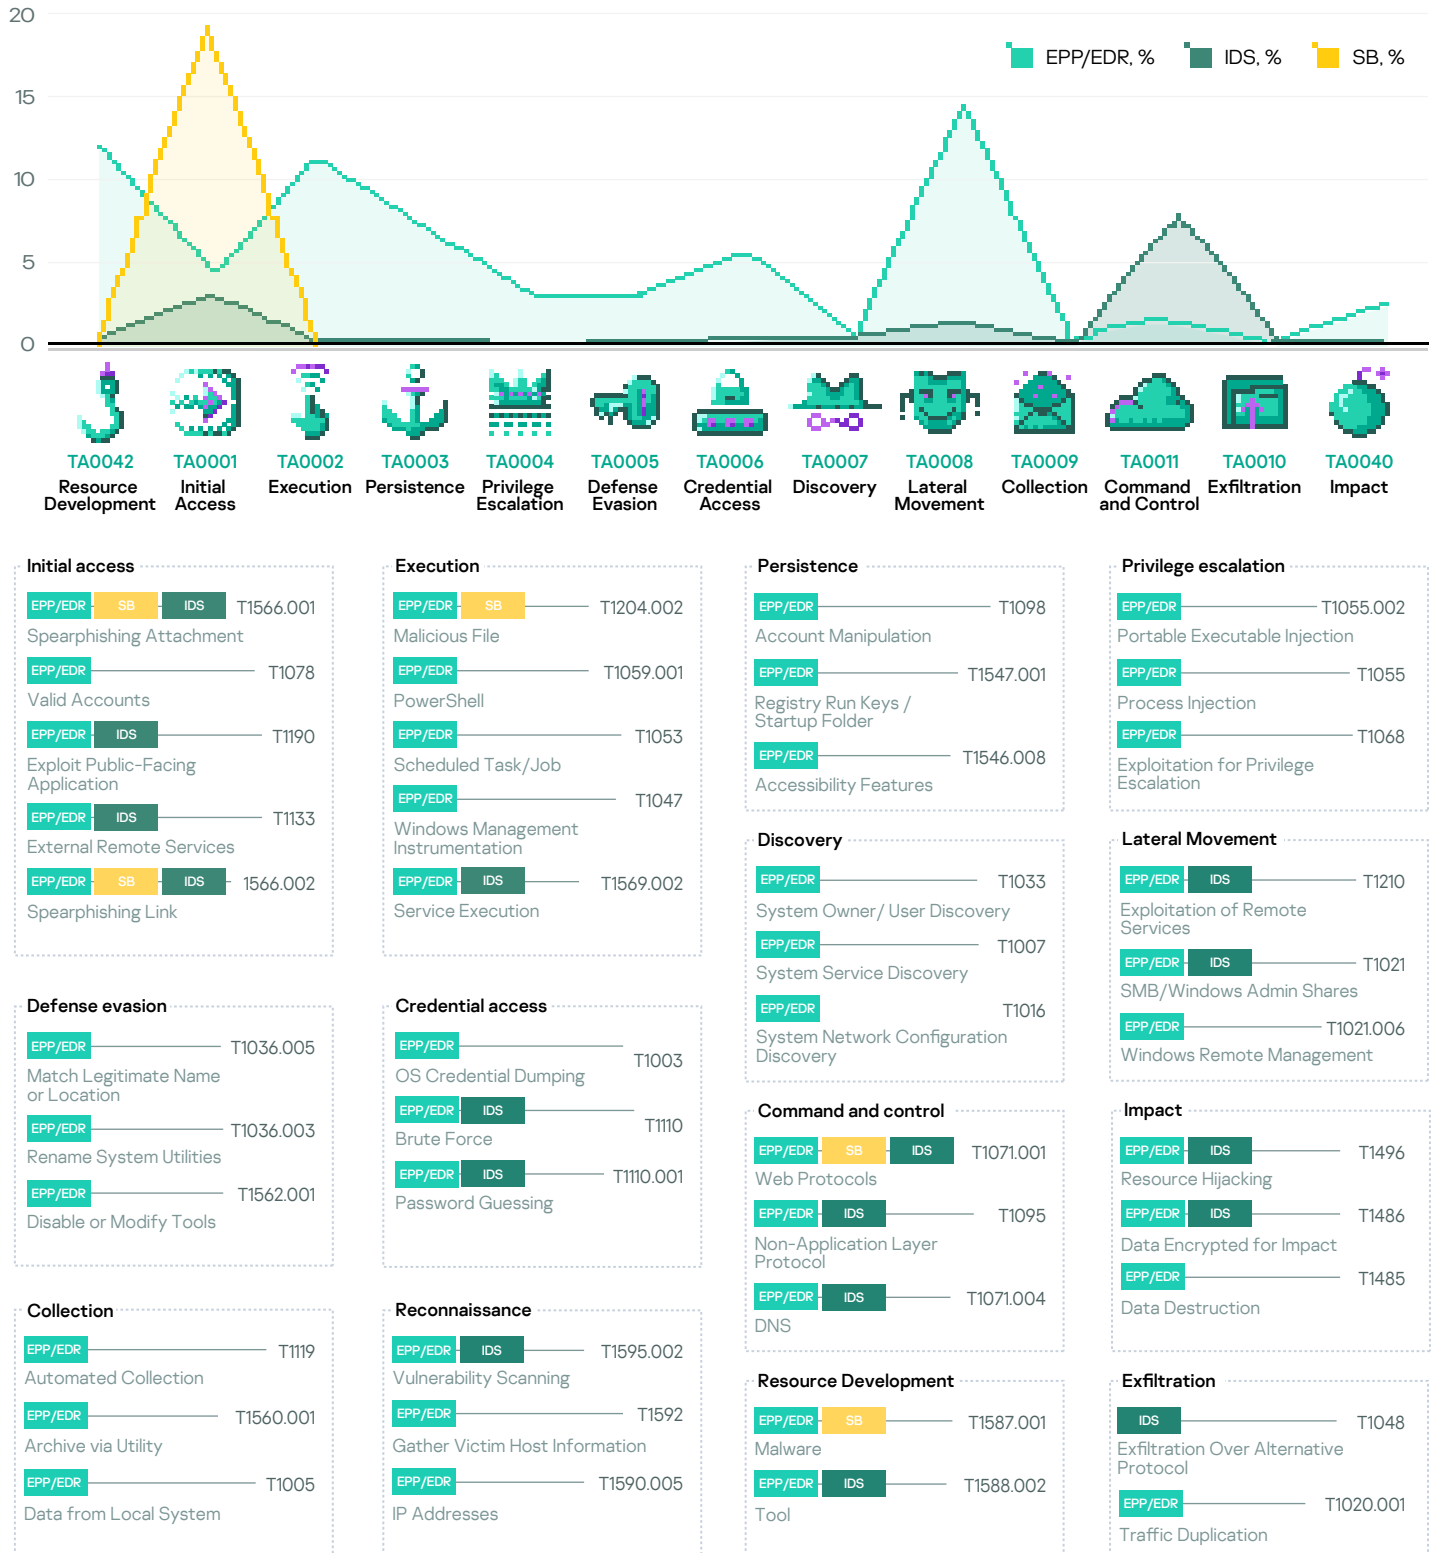 20
15
10
5
0
EPP/EDR, %
IDS, %
SB, %
TA0042
TA0001
TA0002
TA0003
TA0004
TA0005
TA0006
TA0007
TA0008
TA0009
TA0011
TA0010
TA0040
Resource
Development
Initial
Access
Execution
Persistence
Privilege
Escalation
Defense
Evasion
Credential
Access
Discovery
Lateral
Movement
Collection
Command
and Control
Exfiltration
Impact
Initial access
EPP/EDR SB IDS T1566.001
Spearphishing Attachment
EPP/EDR T1078
Valid Accounts
EPP/EDR IDS T1190
Exploit Public-Facing
Application
EPP/EDR IDS T1133
External Remote Services
EPP/EDR SB IDS 1566.002
Spearphishing Link
Execution
EPP/EDR SB T1204.002
Malicious File
EPP/EDR T1059.001
PowerShell
EPP/EDR T1053
Scheduled Task/Job
EPP/EDR T1047
Windows Management
Instrumentation
EPP/EDR IDS T1569.002
Service Execution
Persistence
EPP/EDR T1098
Account Manipulation
EPP/EDR T1547.001
Registry Run Keys /
Startup Folder
EPP/EDR T1546.008
Accessibility Features
Privilege escalation
EPP/EDR T1055.002
Portable Executable Injection
EPP/EDR T1055
Process Injection
EPP/EDR T1068
Exploitation for Privilege
Escalation
Discovery
EPP/EDR T1033
System Owner/ User Discovery
EPP/EDR T1007
System Service Discovery
EPP/EDR T1016
System Network Configuration
Discovery
Lateral Movement
EPP/EDR IDS T1210
Exploitation of Remote
Services
EPP/EDR IDS T1021
SMB/Windows Admin Shares
EPP/EDR T1021.006
Windows Remote Management
Defense evasion
EPP/EDR T1036.005
Match Legitimate Name
or Location
EPP/EDR T1036.003
Rename System Utilities
EPP/EDR T1562.001
Disable or Modify Tools
Credential access
EPP/EDR T1003
OS Credential Dumping
EPP/EDR IDS T1110
Brute Force
EPP/EDR IDS T1110.001
Password Guessing
Command and control
EPP/EDR SB IDS T1071.001
Web Protocols
EPP/EDR IDS T1095
Non-Application Layer
Protocol
EPP/EDR IDS T1071.004
DNS
Impact
EPP/EDR IDS T1496
Resource Hijacking
EPP/EDR IDS T1486
Data Encrypted for Impact
EPP/EDR T1485
Data Destruction
Collection
EPP/EDR T1119
Automated Collection
EPP/EDR T1560.001
Archive via Utility
EPP/EDR T1005
Data from Local System
Reconnaissance
EPP/EDR IDS T1595.002
Vulnerability Scanning
EPP/EDR T1592
Gather Victim Host Information
EPP/EDR T1590.005
IP Addresses
Resource Development
EPP/EDR SB T1587.001
Malware
EPP/EDR IDS T1588.002
Tool
Exfiltration
IDS T1048
Exfiltration Over Alternative
Protocol
EPP/EDR T1020.001
Traffic Duplication